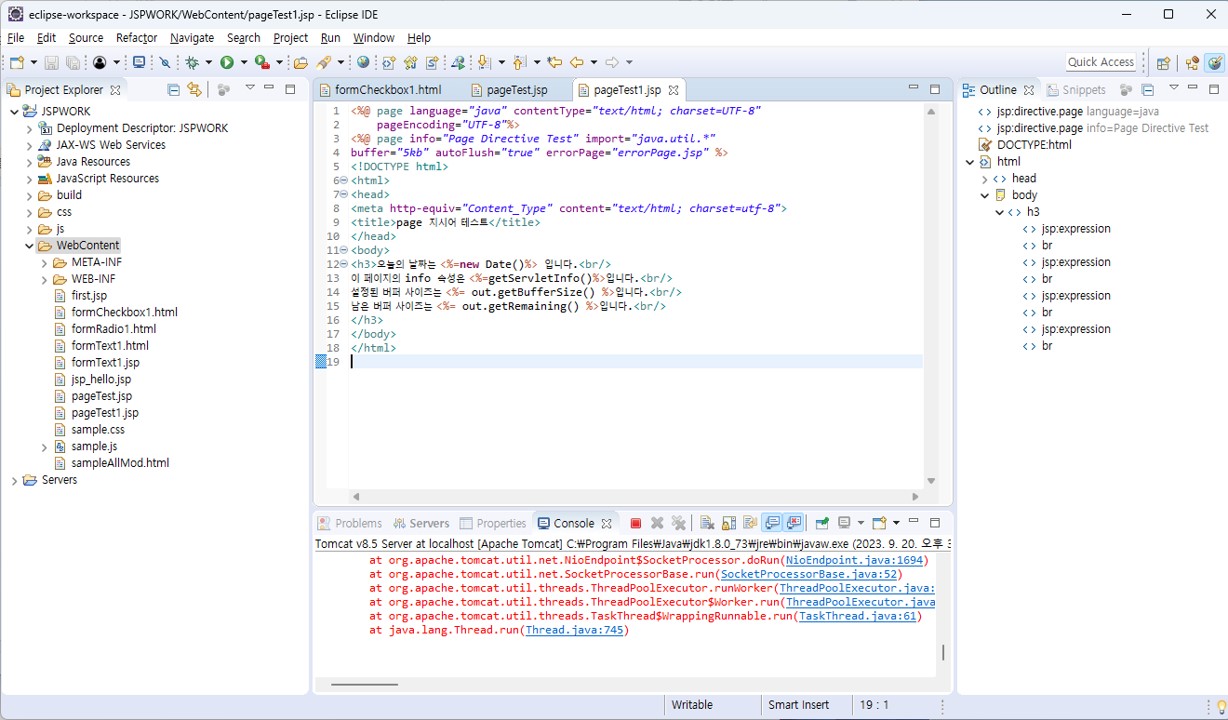 eclipse-workspace - JSPWORK/WebContent/pageTest1.jsp - Eclipse IDE
File Edit Source Refactor Navigate Search Project Run Window Help
Quick Access
Project Explorer
JSPWORK
Deployment Descriptor: JSPWORK
JAX-WS Web Services
Java Resources
JavaScript Resources
build
css
js
WebContent
META-INF
WEB-INF
first.jsp
formCheckbox1.html
formRadio1.html
formText1.html
formText1.jsp
jsp_hello.jsp
pageTest.jsp
pageTest1.jsp
sample.css
sample.js
sampleAllMod.html
Servers
formCheckbox1.html pageTest.jsp pageTest1.jsp
1 <%@ page language="java" contentType="text/html; charset=UTF-8"
2 pageEncoding="UTF-8"%>
3 <%@ page info="Page Directive Test" import="java.util.*"
4 buffer="5kb" autoFlush="true" errorPage="errorPage.jsp" %>
5 <!DOCTYPE html>
6 <html>
7 <head>
8 <meta http-equiv="Content_Type" content="text/html; charset=utf-8">
9 <title>page 지시어 테스트</title>
10 </head>
11 <body>
12 <h3>오늘의 날짜는 <%=new Date()%> 입니다.<br/>
13 이 페이지의 info 속성은 <%=getServletInfo()%>입니다.<br/>
14 설정된 버퍼 사이즈는 <%= out.getBufferSize() %>입니다.<br/>
15 남은 버퍼 사이즈는 <%= out.getRemaining() %>입니다.<br/>
16 </h3>
17 </body>
18 </html>
19
Outline Snippets
jsp:directive.page language=java
jsp:directive.page info=Page Directive Test
DOCTYPE:html
html
head
body
h3
jsp:expression
br
jsp:expression
br
jsp:expression
br
jsp:expression
br
Problems Servers Properties Console
Tomcat v8.5 Server at localhost [Apache Tomcat] C:₩Program Files₩Java₩jdk1.8.0_73₩jre₩bin₩javaw.exe (2023. 9. 20. 오후 3
at org.apache.tomcat.util.net.NioEndpoint$SocketProcessor.doRun(NioEndpoint.java:1694)
at org.apache.tomcat.util.net.SocketProcessorBase.run(SocketProcessorBase.java:52)
at org.apache.tomcat.util.threads.ThreadPoolExecutor.runWorker(ThreadPoolExecutor.java:
at org.apache.tomcat.util.threads.ThreadPoolExecutor$Worker.run(ThreadPoolExecutor.java
at org.apache.tomcat.util.threads.TaskThread$WrappingRunnable.run(TaskThread.java:61)
at java.lang.Thread.run(Thread.java:745)
Writable Smart Insert 19 : 1